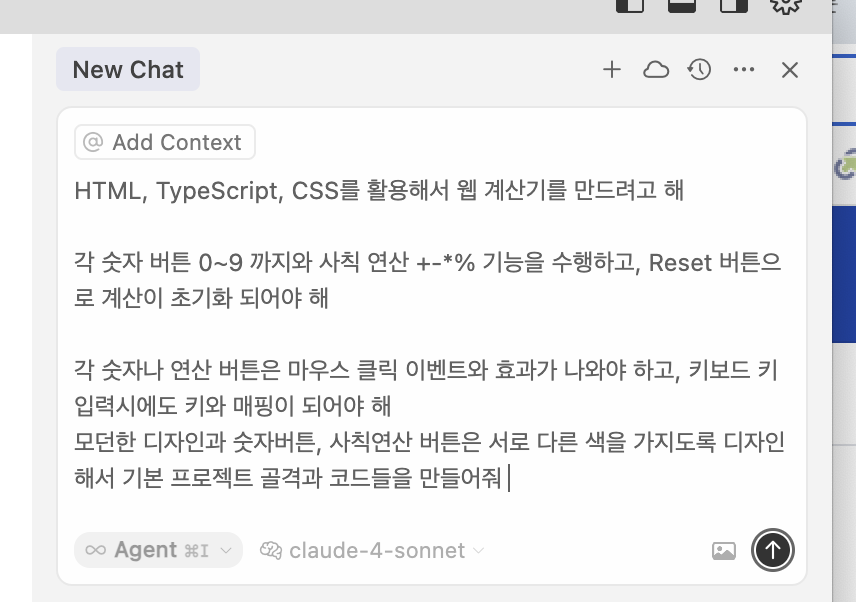 New Chat
@ Add Context
HTML, TypeScript, CSS를 활용해서 웹 계산기를 만드려고 해
각 숫자 버튼 0~9 까지와 사칙 연산 +-*% 기능을 수행하고, Reset 버튼으
로 계산이 초기화 되어야 해
각 숫자나 연산 버튼은 마우스 클릭 이벤트와 효과가 나와야 하고, 키보드 키
입력시에도 키와 매핑이 되어야 해
모던한 디자인과 숫자버튼, 사칙연산 버튼은 서로 다른 색을 가지도록 디자인
해서 기본 프로젝트 골격과 코드들을 만들어줘
Agent ⌘I claude-4-sonnet